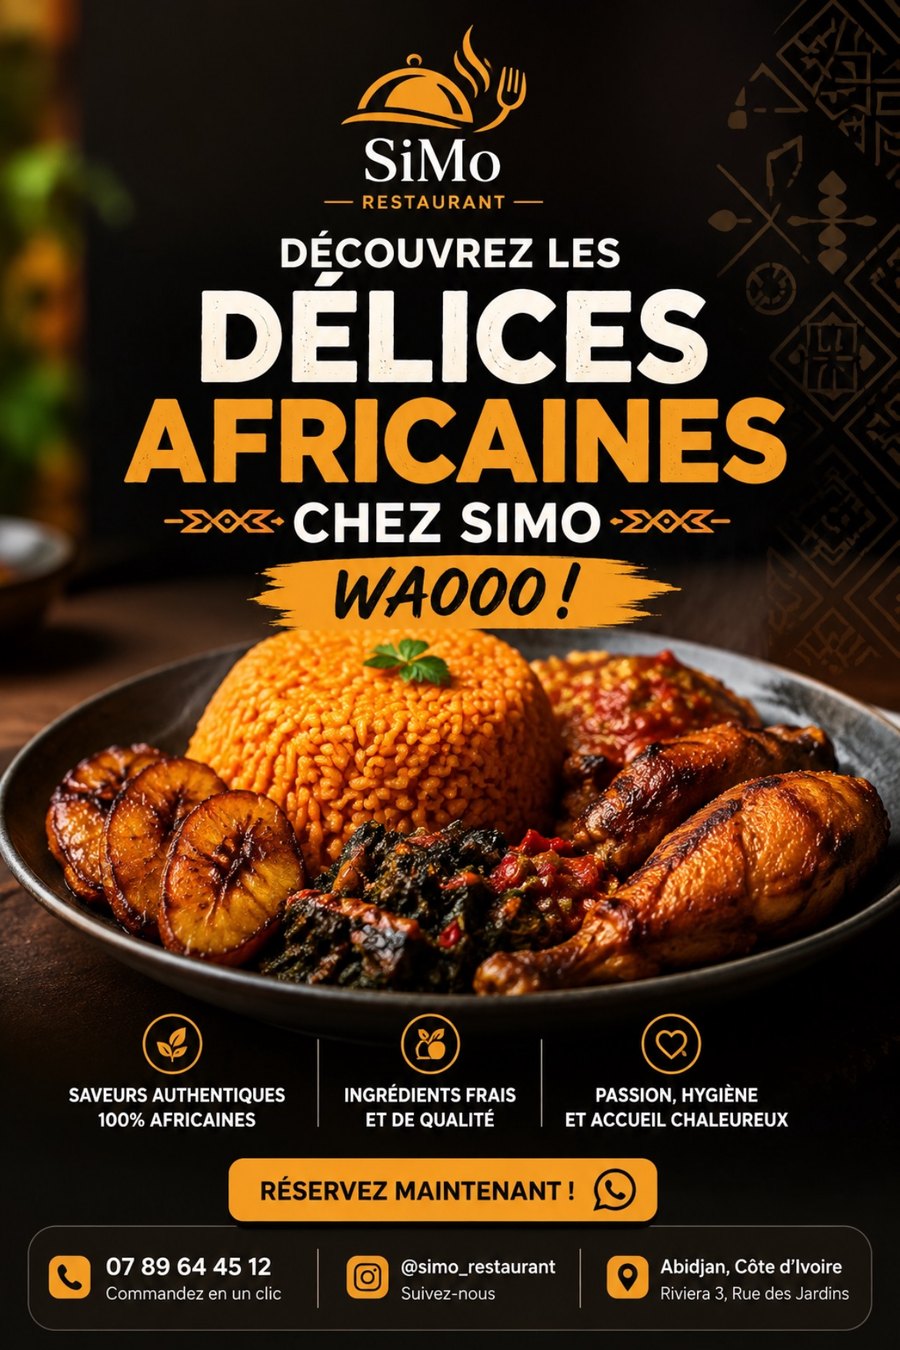 SiMo
RESTAURANT
DÉCOUVREZ LES
DÉLICES
AFRICAINES
CHEZ SIMO
WAOOO !
SAVEURS AUTHENTIQUES
100% AFRICAINES
INGRÉDIENTS FRAIS
ET DE QUALITÉ
PASSION, HYGIÈNE
ET ACCUEIL CHALEUREUX
RÉSERVEZ MAINTENANT !
07 89 64 45 12
Commandez en un clic
@simo_restaurant
Suivez-nous
Abidjan, Côte d'Ivoire
Riviera 3, Rue des Jardins